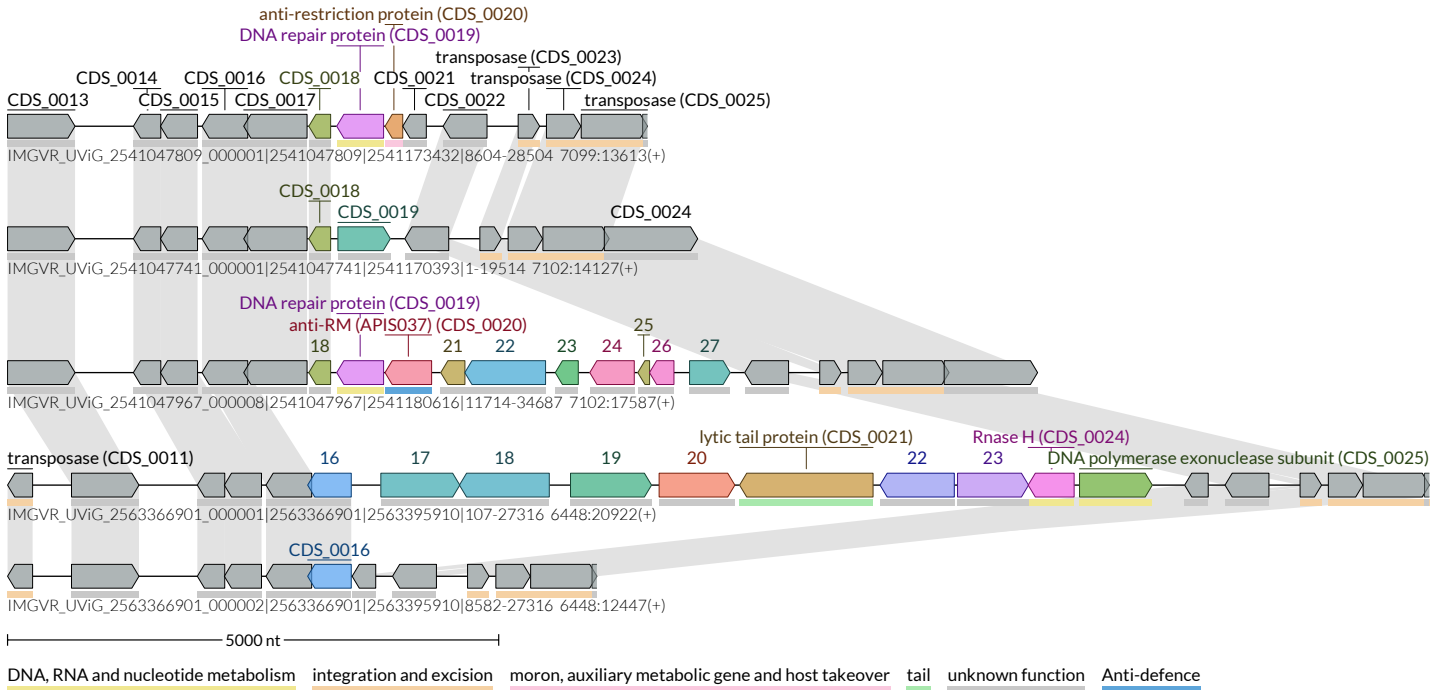 anti-restriction protein (CDS_0020)
DNA repair protein (CDS_0019)
transposase (CDS_0023)
CDS_0014 CDS_0016 CDS_0018 CDS_0021 transposase (CDS_0024)
CDS_0013 CDS_0015 CDS_0017 CDS_0022 transposase (CDS_0025)
IMGVR_UViG_2541047809_000001|2541047809|2541173432|8604-28504 7099:13613(+)
CDS_0018
CDS_0019 CDS_0024
IMGVR_UViG_2541047741_000001|2541047741|2541170393|1-19514 7102:14127(+)
DNA repair protein (CDS_0019)
anti-RM (APIS037) (CDS_0020) 25
18 21 22 23 24 26 27
IMGVR_UViG_2541047967_000008|2541047967|2541180616|11714-34687 7102:17587(+)
lytic tail protein (CDS_0021) Rnase H (CDS_0024)
transposase (CDS_0011) 16 17 18 19 20 22 23 DNA polymerase exonuclease subunit (CDS_0025)
IMGVR_UViG_2563366901_000001|2563366901|2563395910|107-27316 6448:20922(+)
CDS_0016
IMGVR_UViG_2563366901_000002|2563366901|2563395910|8582-27316 6448:12447(+)
5000 nt
DNA, RNA and nucleotide metabolism integration and excision moron, auxiliary metabolic gene and host takeover tail unknown function Anti-defence